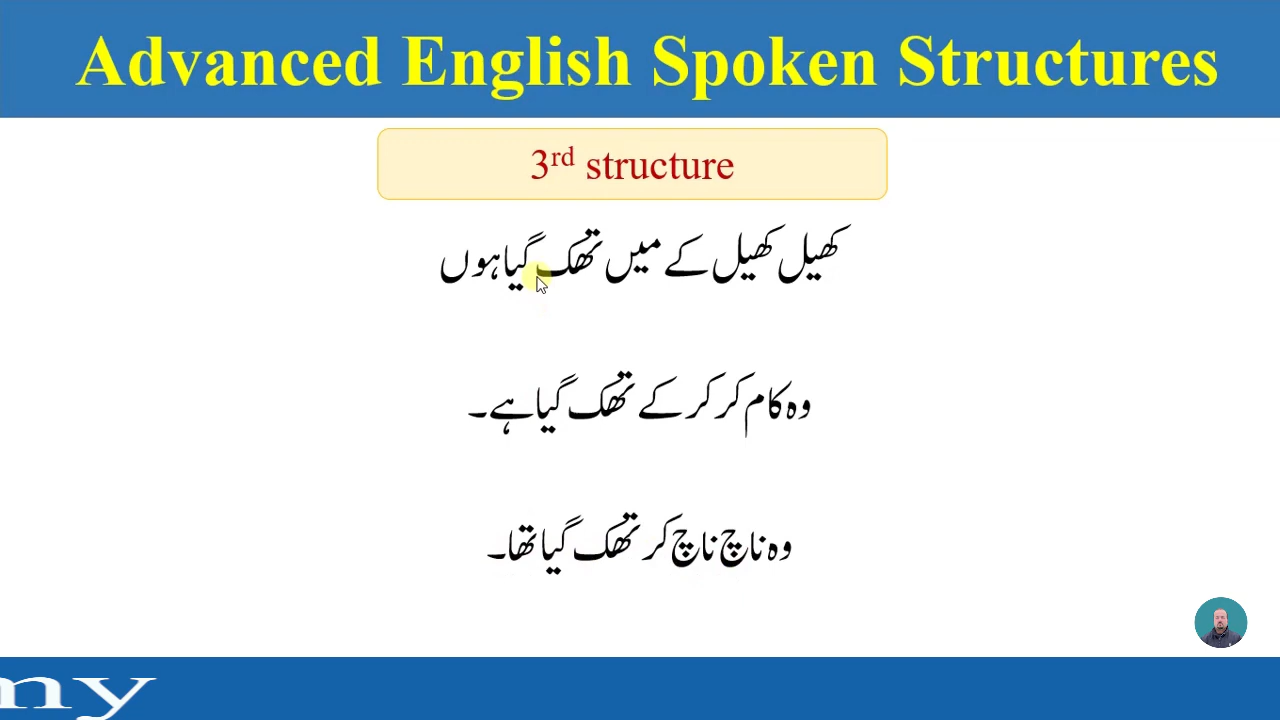 Advanced English Spoken Structures
3rd structure
کھیل کھیل کے میں تھک گیا ہوں
وہ کام کر کر کے تھک گیا ہے۔
وہ ناچ ناچ کر تھک گیا تھا۔
my